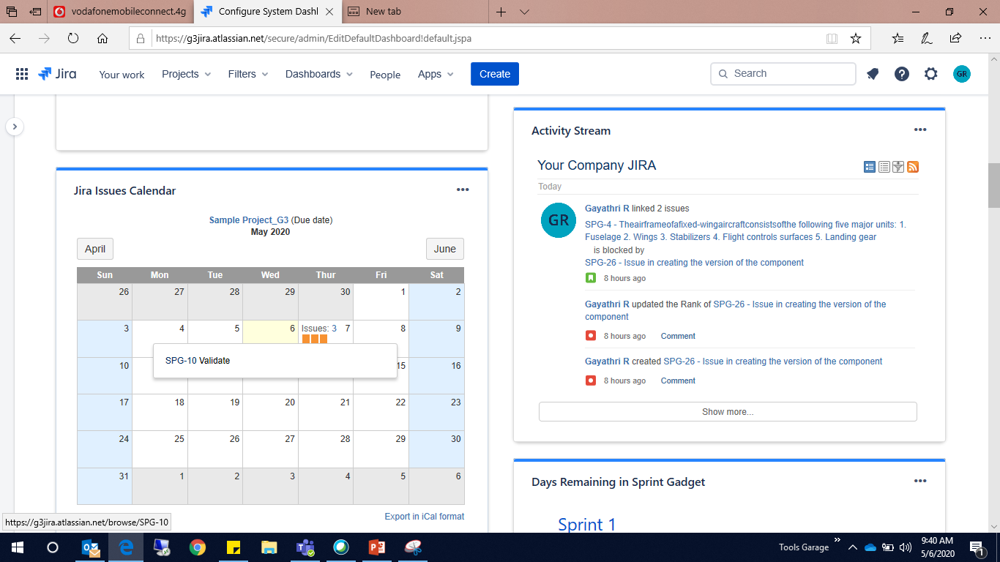 vodafonemobileconnect.4g
Configure System Dashl
New tab
https://g3jira.atlassian.net/secure/admin/EditDefaultDashboard!default.jspa
Jira
Your work
Projects
Filters
Dashboards
People
Apps
Create
Search
GR
Jira Issues Calendar
Sample Project_G3 (Due date)
May 2020
April
June
Sun Mon Tue Wed Thur Fri Sat
26 27 28 29 30 1 2
3 4 5 6 Issues: 3 7 8 9
SPG-10 Validate
10 15 16
17 18 19 20 21 22 23
24 25 26 27 28 29 30
31 1 2 3 4 5 6
Export in iCal format
Activity Stream
Your Company JIRA
Today
GR
Gayathri R linked 2 issues
SPG-4 - Theairframeofafixed-wingaircraftconsistsofthe following five major units: 1.
Fuselage 2. Wings 3. Stabilizers 4. Flight controls surfaces 5. Landing gear
is blocked by
SPG-26 - Issue in creating the version of the component
8 hours ago
Gayathri R updated the Rank of SPG-26 - Issue in creating the version of the
component
8 hours ago Comment
Gayathri R created SPG-26 - Issue in creating the version of the component
8 hours ago Comment
Show more...
Days Remaining in Sprint Gadget
Sprint 1
https://g3jira.atlassian.net/browse/SPG-10
Tools Garage
9:40 AM
5/6/2020
1